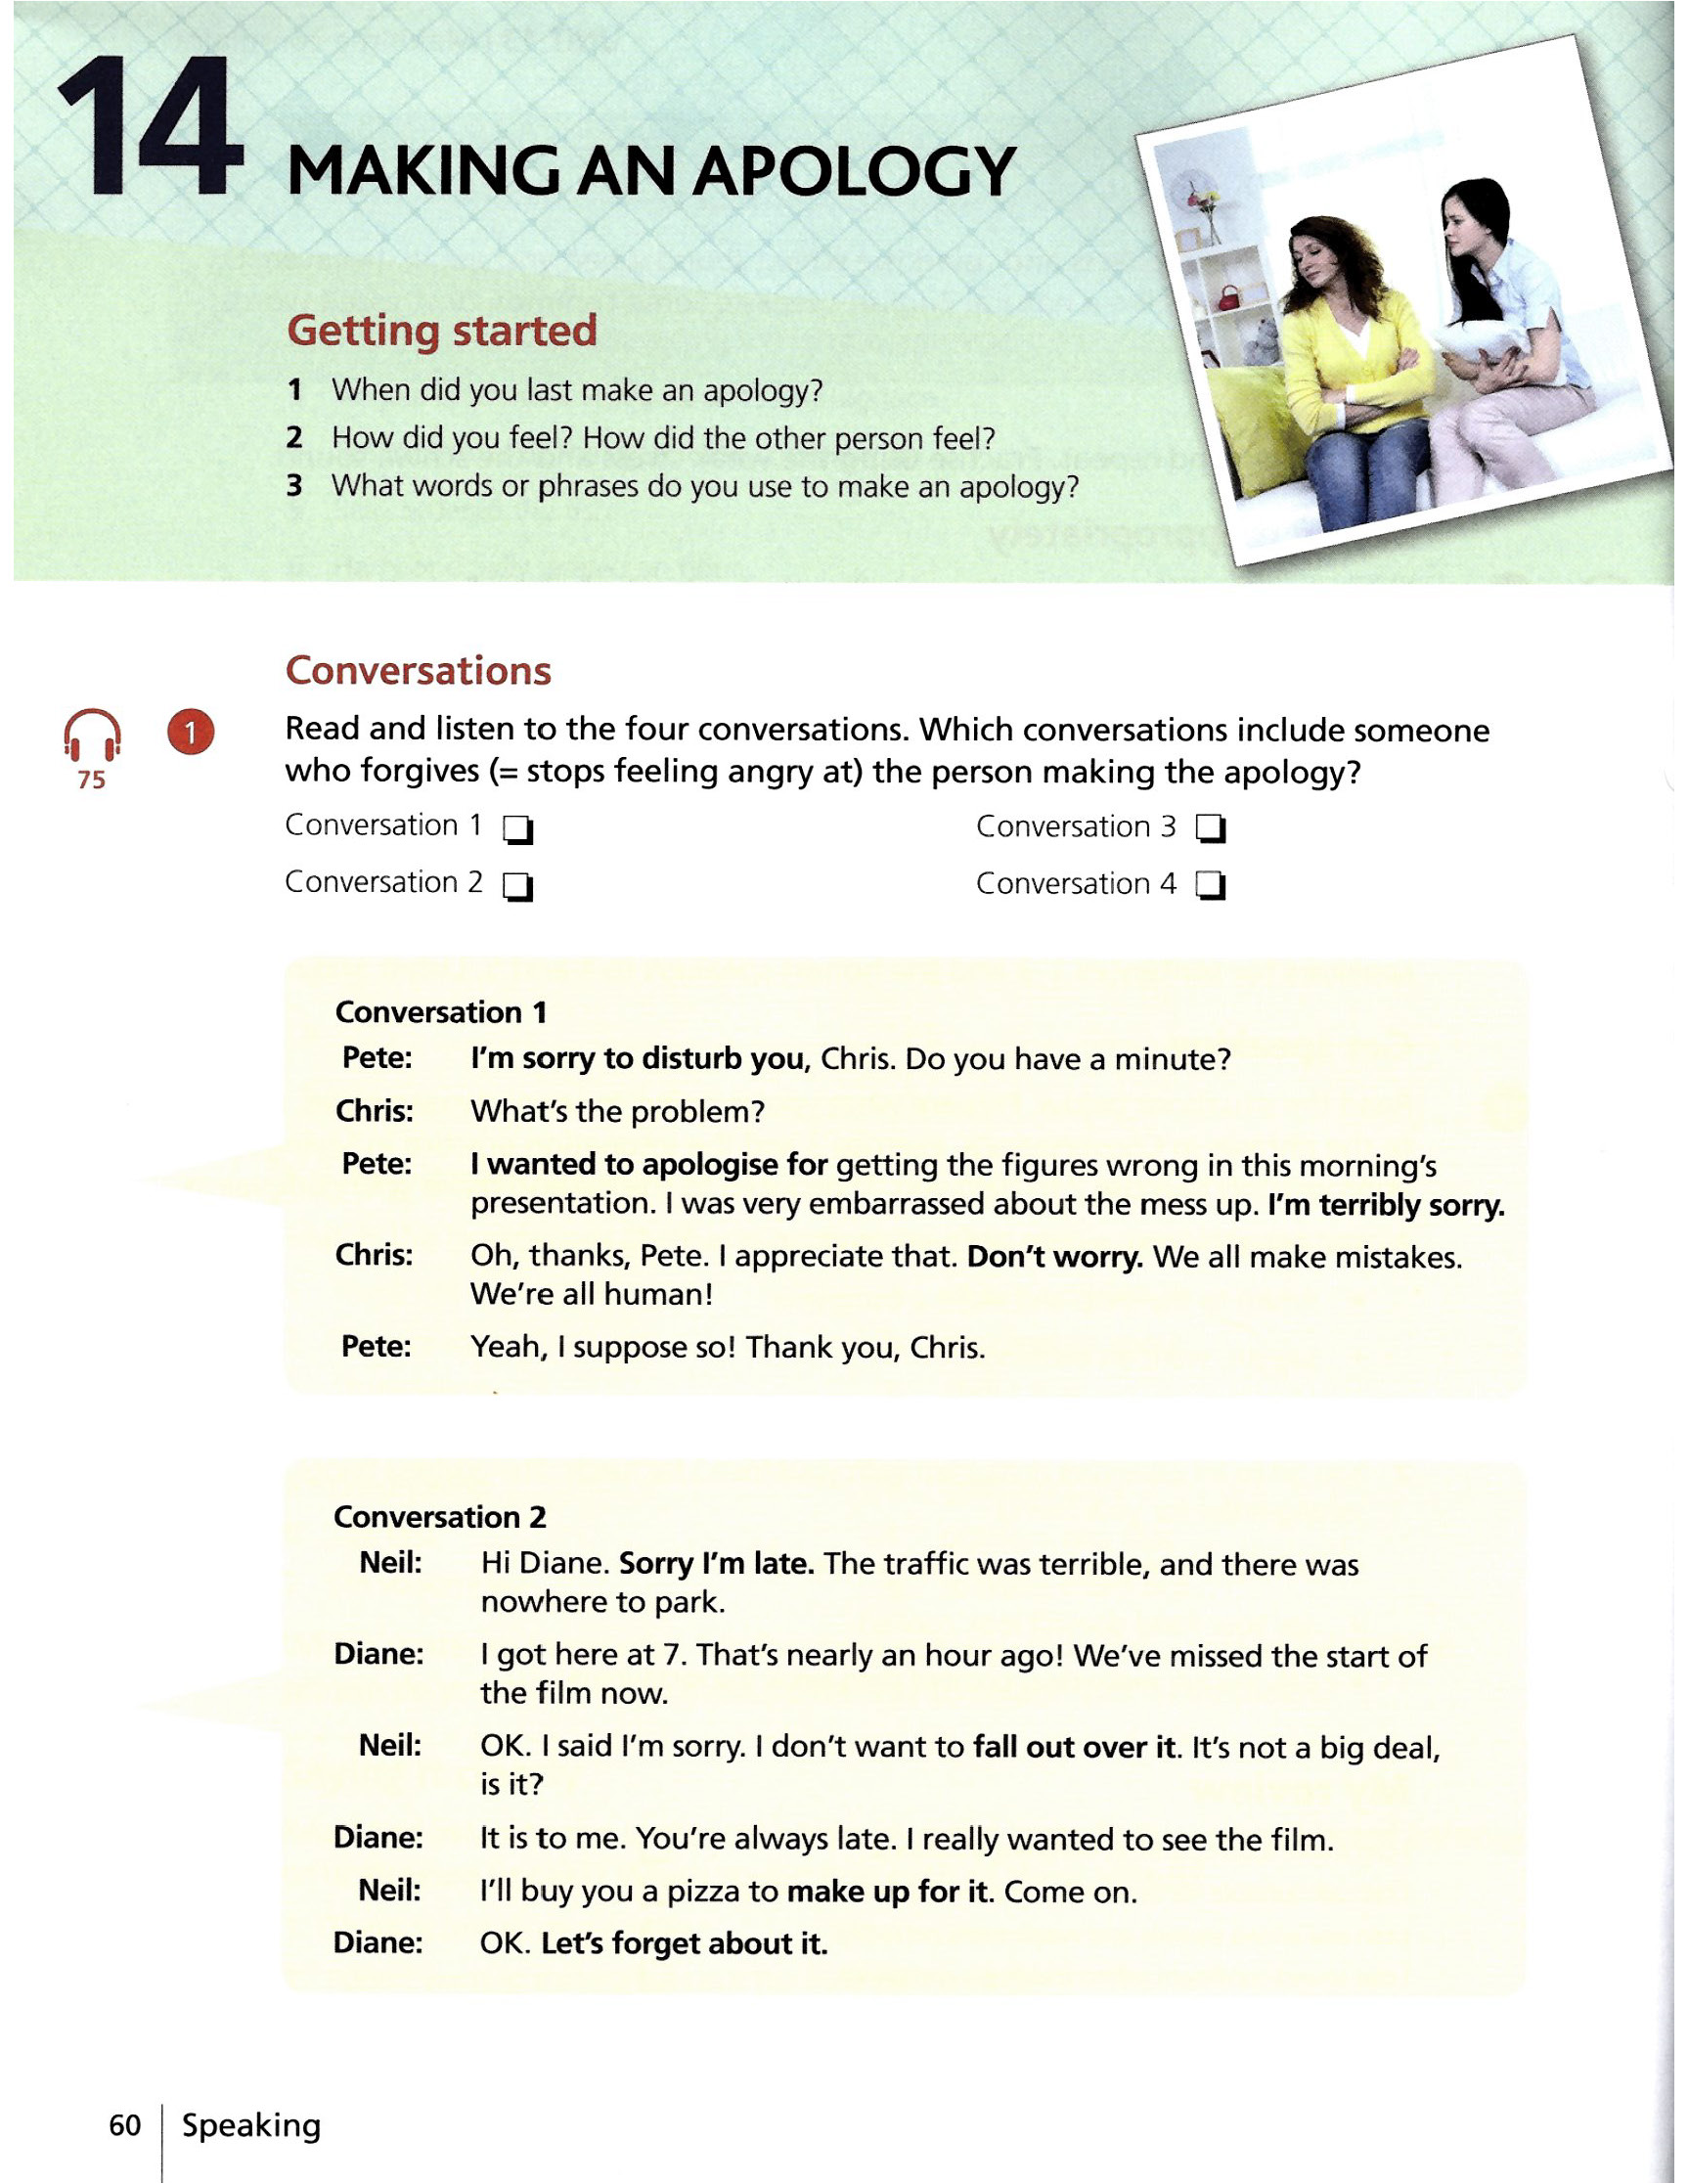 14 MAKING AN APOLOGY
Getting started
1 When did you last make an apology?
2 How did you feel? How did the other person feel?
3 What words or phrases do you use to make an apology?
Conversations
75
1 Read and listen to the four conversations. Which conversations include someone
who forgives (= stops feeling angry at) the person making the apology?
Conversation 1
Conversation 3
Conversation 2
Conversation 4
Conversation 1
Pete: I'm sorry to disturb you, Chris. Do you have a minute?
Chris: What's the problem?
Pete: I wanted to apologise for getting the figures wrong in this morning's
presentation. I was very embarrassed about the mess up. I'm terribly sorry.
Chris: Oh, thanks, Pete. I appreciate that. Don't worry. We all make mistakes.
We're all human!
Pete: Yeah, I suppose so! Thank you, Chris.
Conversation 2
Neil: Hi Diane. Sorry I'm late. The traffic was terrible, and there was
nowhere to park.
Diane: I got here at 7. That's nearly an hour ago! We've missed the start of
the film now.
Neil: OK. I said I'm sorry. I don't want to fall out over it. It's not a big deal,
is it?
Diane: It is to me. You're always late. I really wanted to see the film.
Neil: I'll buy you a pizza to make up for it. Come on.
Diane: OK. Let's forget about it.
60 Speaking